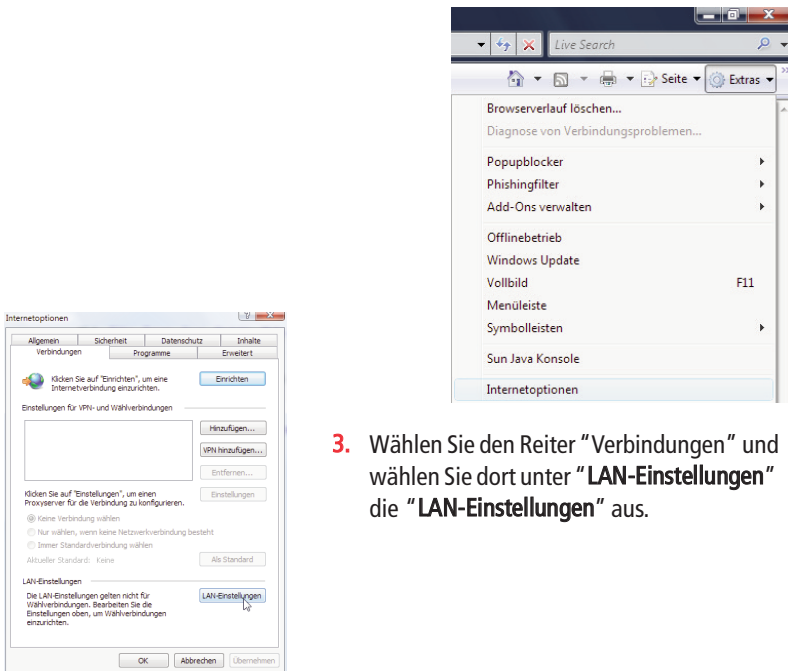 Live Search
Seite
Extras
Browserverlauf löschen...
Diagnose von Verbindungsproblemen...
Popupblocker
Phishingfilter
Add-Ons verwalten
Offlinebetrieb
Windows Update
Vollbild F11
Menüleiste
Symbolleisten
Sun Java Konsole
Internetoptionen
Internetoptionen
Allgemein Sicherheit Datenschutz Inhalte
Verbindungen Programme Erweitert
Klicken Sie auf "Einrichten", um eine
Internetverbindung einzurichten.
Einrichten
Einstellungen für VPN- und Wählverbindungen
Hinzufügen...
VPN hinzufügen...
Entfernen...
Klicken Sie auf "Einstellungen", um einen
Proxyserver für die Verbindung zu konfigurieren.
Einstellungen
Keine Verbindung wählen
Nur wählen, wenn keine Netzwerkverbindung besteht
Immer Standardverbindung wählen
Aktueller Standard: Keine
Als Standard
LAN-Einstellungen
Die LAN-Einstellungen gelten nicht für
Wählverbindungen. Bearbeiten Sie die
Einstellungen oben, um Wählverbindungen
einzurichten.
LAN-Einstellungen
OK Abbrechen Übernehmen
3. Wählen Sie den Reiter "Verbindungen" und
wählen Sie dort unter "LAN-Einstellungen"
die "LAN-Einstellungen" aus.